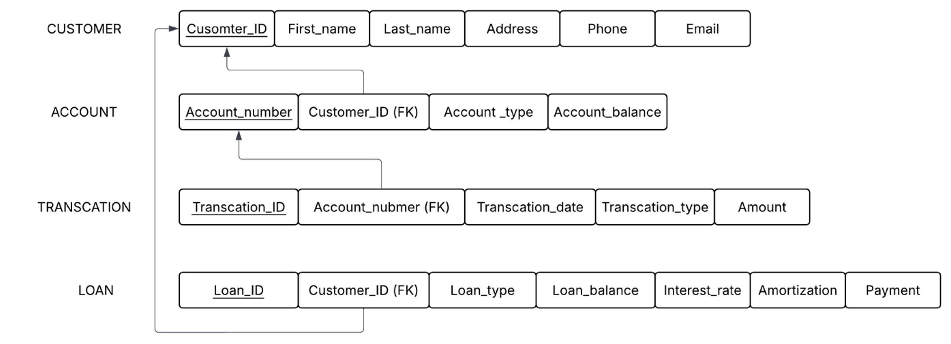 CUSTOMER Cusomter_ID First_name Last_name Address Phone Email
ACCOUNT Account_number Customer_ID (FK) Account _type Account_balance
TRANSCATION Transcation_ID Account_nubmer (FK) Transcation_date Transcation_type Amount
LOAN Loan_ID Customer_ID (FK) Loan_type Loan_balance Interest_rate Amortization Payment